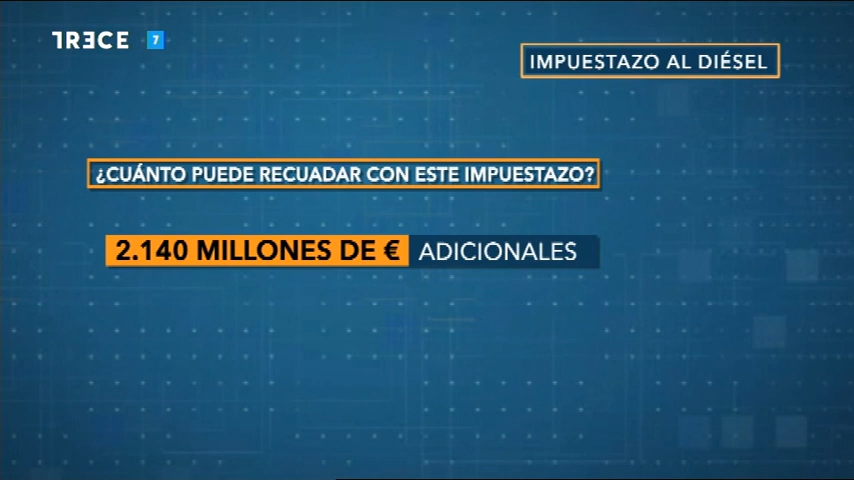 TRECE 7
IMPUESTAZO AL DIÉSEL
¿CUÁNTO PUEDE RECUADAR CON ESTE IMPUESTAZO?
2.140 MILLONES DE € ADICIONALES